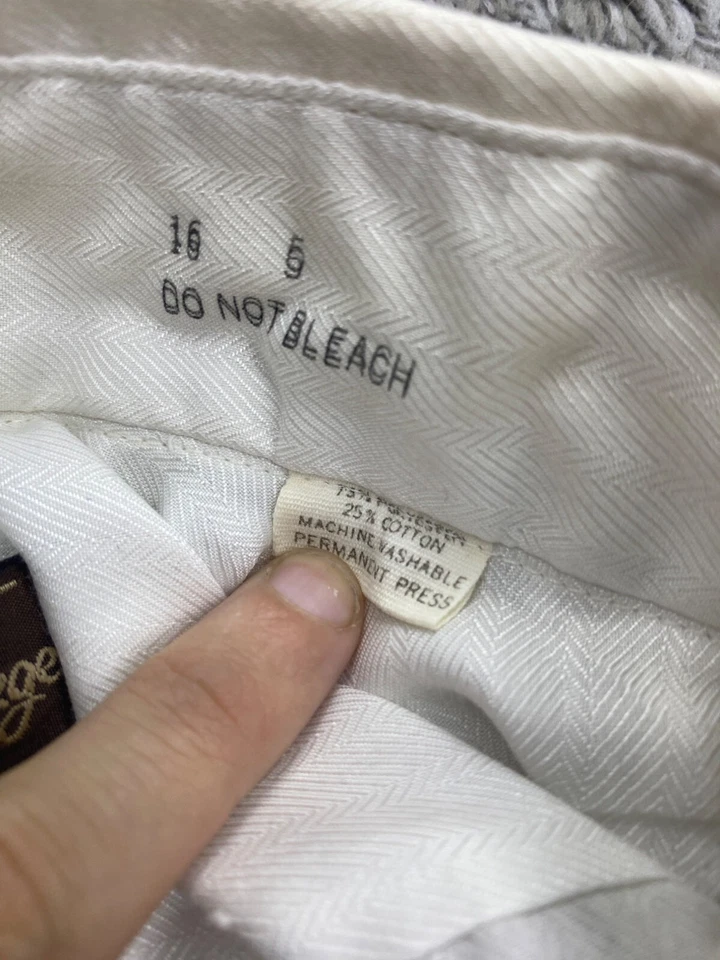 16 5
DO NOT BLEACH
75% POLYESTER
25% COTTON
MACHINE WASHABLE
PERMANENT PRESS